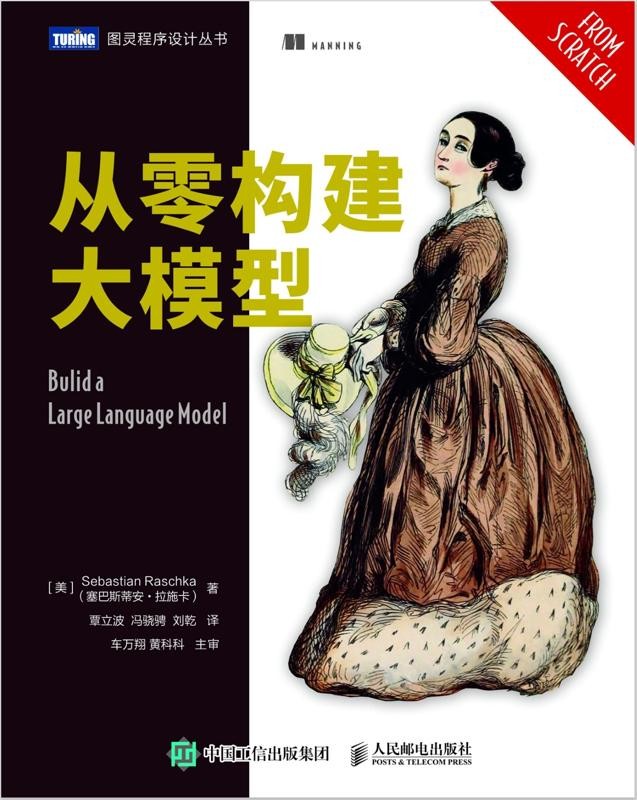 TURING 图灵程序设计丛书
MANNING
FROM
SCRATCH
从零构建
大模型
Bulid a
Large Language Model
[美] Sebastian Raschka
(塞巴斯蒂安·拉施卡) 著
覃立波 冯骁骋 刘乾 译
车万翔 黄科科 主审
中国工信出版集团
人民邮电出版社
POSTS & TELECOM PRESS